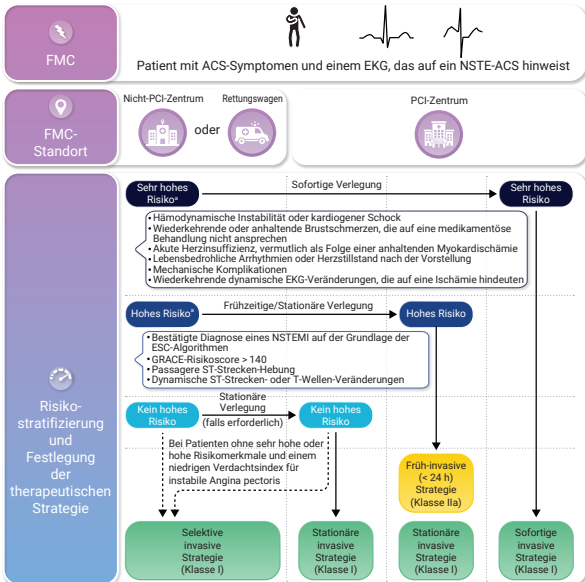 FMC
Patient mit ACS-Symptomen und einem EKG, das auf ein NSTE-ACS hinweist
FMC-
Standort
Nicht-PCI-Zentrum
oder
Rettungswagen
PCI-Zentrum
Risiko-
stratifizierung
und
Festlegung
der
therapeutischen
Strategie
Sehr hohes
Risikoᵃ
Sofortige Verlegung
Sehr hohes
Risiko
• Hämodynamische Instabilität oder kardiogener Schock
• Wiederkehrende oder anhaltende Brustschmerzen, die auf eine medikamentöse
Behandlung nicht ansprechen
• Akute Herzinsuffizienz, vermutlich als Folge einer anhaltenden Myokardischämie
• Lebensbedrohliche Arrhythmien oder Herzstillstand nach der Vorstellung
• Mechanische Komplikationen
• Wiederkehrende dynamische EKG-Veränderungen, die auf eine Ischämie hindeuten
Hohes Risikoᵃ
Frühzeitige/Stationäre Verlegung
Hohes Risiko
• Bestätigte Diagnose eines NSTEMI auf der Grundlage der
ESC-Algorithmen
• GRACE-Risikoscore > 140
• Passagere ST-Strecken-Hebung
• Dynamische ST-Strecken- oder T-Wellen-Veränderungen
Kein hohes
Risiko
Stationäre
Verlegung
(falls erforderlich)
Kein hohes
Risiko
Bei Patienten ohne sehr hohe oder
hohe Risikomerkmale und einem
niedrigen Verdachtsindex für
instabile Angina pectoris
Früh-invasive
(< 24 h)
Strategie
(Klasse IIa)
Selektive
invasive
Strategie
(Klasse I)
Stationäre
invasive
Strategie
(Klasse I)
Stationäre
invasive
Strategie
(Klasse I)
Sofortige
invasive
Strategie
(Klasse I)